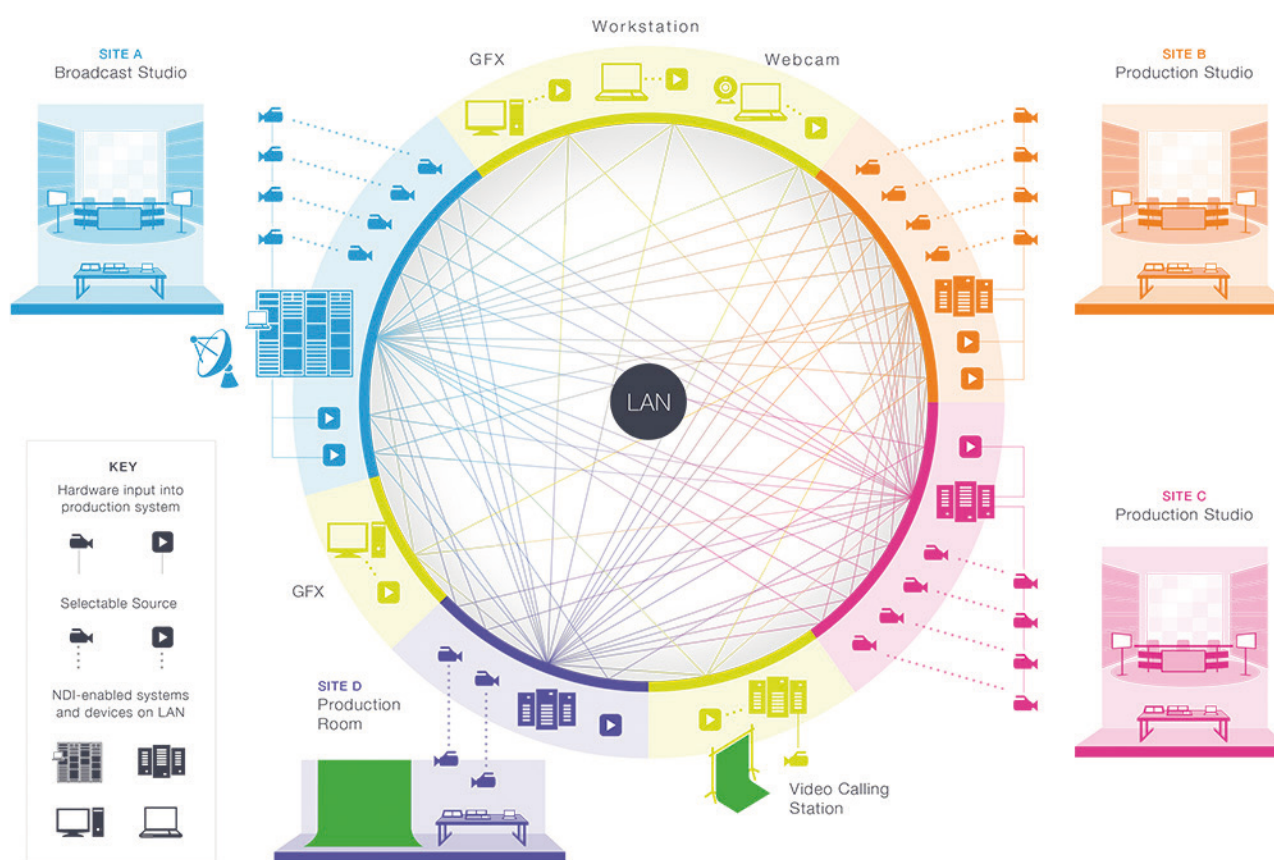 Workstation
GFX
Webcam
SITE A
Broadcast Studio
SITE B
Production Studio
LAN
KEY
Hardware input into
production system
Selectable Source
NDI-enabled systems
and devices on LAN
GFX
SITE C
Production Studio
SITE D
Production
Room
Video Calling
Station